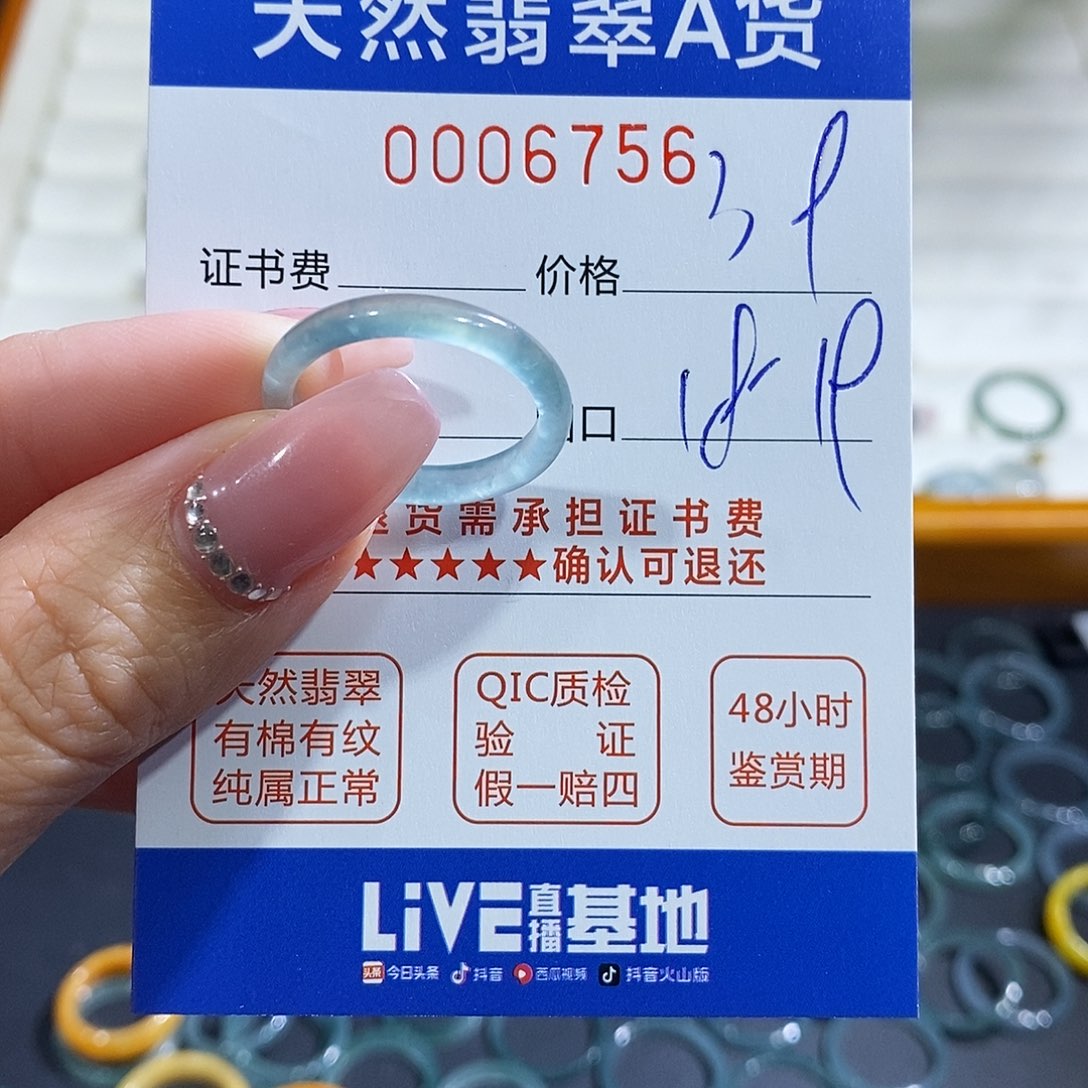 天然翡翠A货
0006756
证书费 价格
口
货需承担证书费
★★★★★确认可退还
天然翡翠
有棉有纹
纯属正常
QIC质检
验 证
假一赔四
48小时
鉴赏期
LiVE直播基地
头条 今日头条 抖音 西瓜视频 抖音火山版